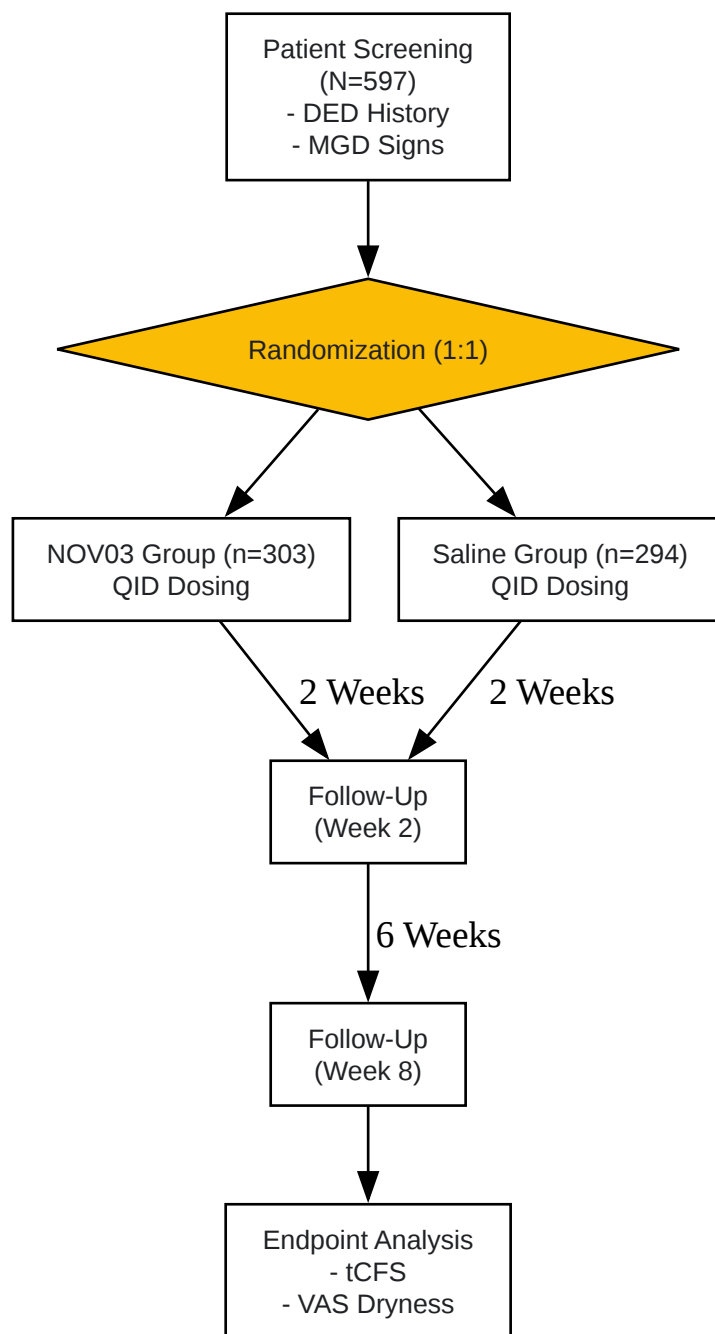 Patient Screening
(N=597)
- DED History
- MGD Signs
Randomization (1:1)
NOV03 Group (n=303)
QID Dosing
Saline Group (n=294)
QID Dosing
2 Weeks
2 Weeks
Follow-Up
(Week 2)
6 Weeks
Follow-Up
(Week 8)
Endpoint Analysis
- tCFS
- VAS Dryness